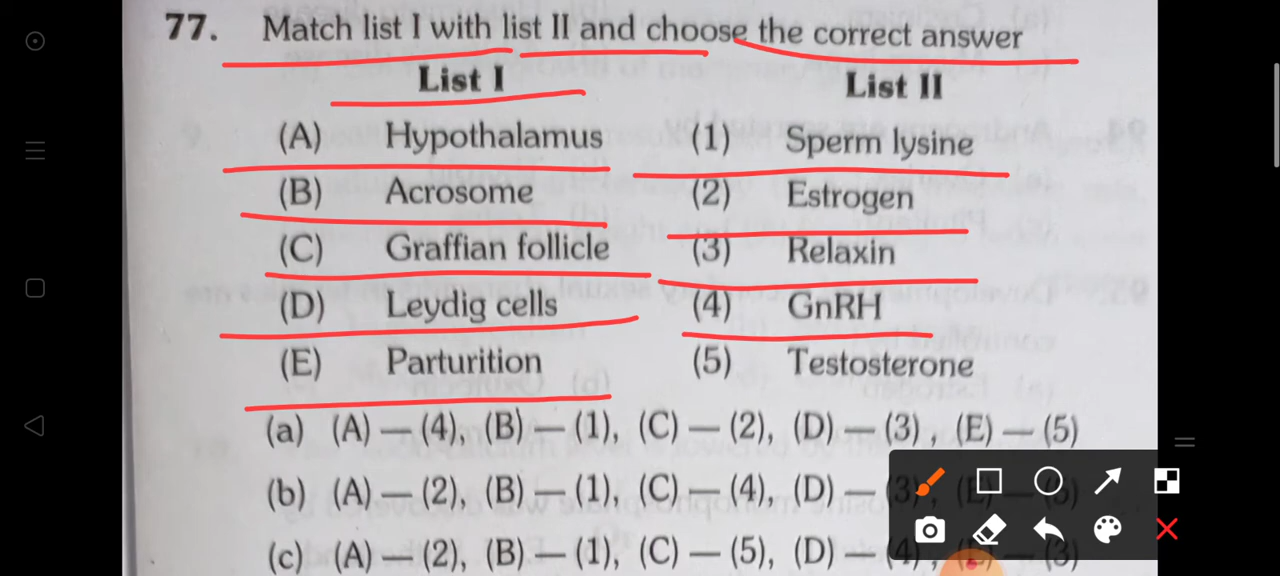 77. Match list I with list II and choose the correct answer
List I List II
(A) Hypothalamus (1) Sperm lysine
(B) Acrosome (2) Estrogen
(C) Graffian follicle (3) Relaxin
(D) Leydig cells (4) GnRH
(E) Parturition (5) Testosterone
(a) (A) — (4), (B) — (1), (C) — (2), (D) — (3), (E) — (5)
(b) (A) — (2), (B) — (1), (C) — (4), (D) — (3), (E) —
(c) (A) — (2), (B) — (1), (C) — (5), (D) (4), — (3)